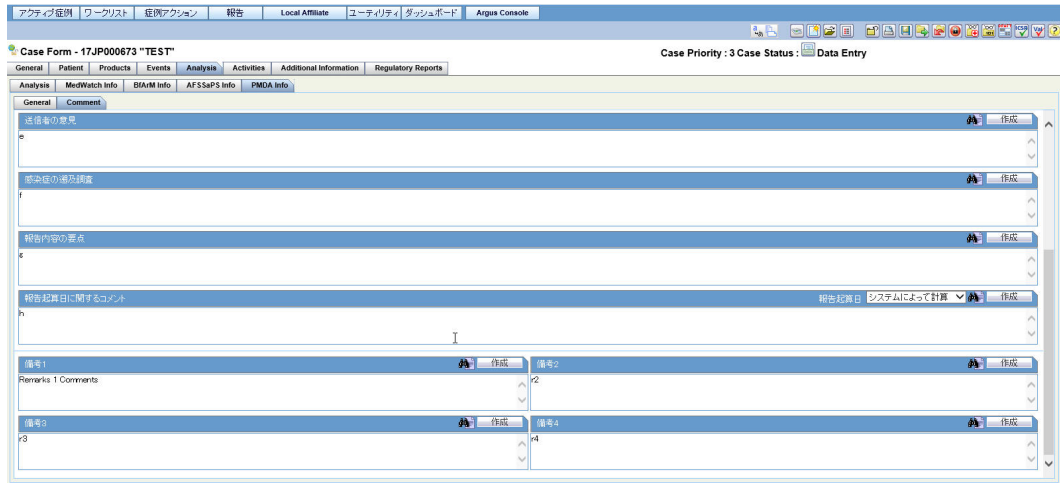 アクティブ症例 ワークリスト 症例アクション 報告 Local Affiliate ユーティリティ ダッシュボード Argus Console
Case Form - 17JP000673 "TEST"
Case Priority : 3 Case Status : Data Entry
General Patient Products Events Analysis Activities Additional Information Regulatory Reports
Analysis MedWatch Info BfArM Info AFSSaPS Info PMDA Info
General Comment
送信者の意見 作成
e
感染症の遡及調査 作成
f
報告内容の要点 作成
g
報告起算日に関するコメント 報告起算日 システムによって計算 作成
h
備考1 作成 備考2 作成
Remarks 1 Comments r2
備考3 作成 備考4 作成
r3 r4